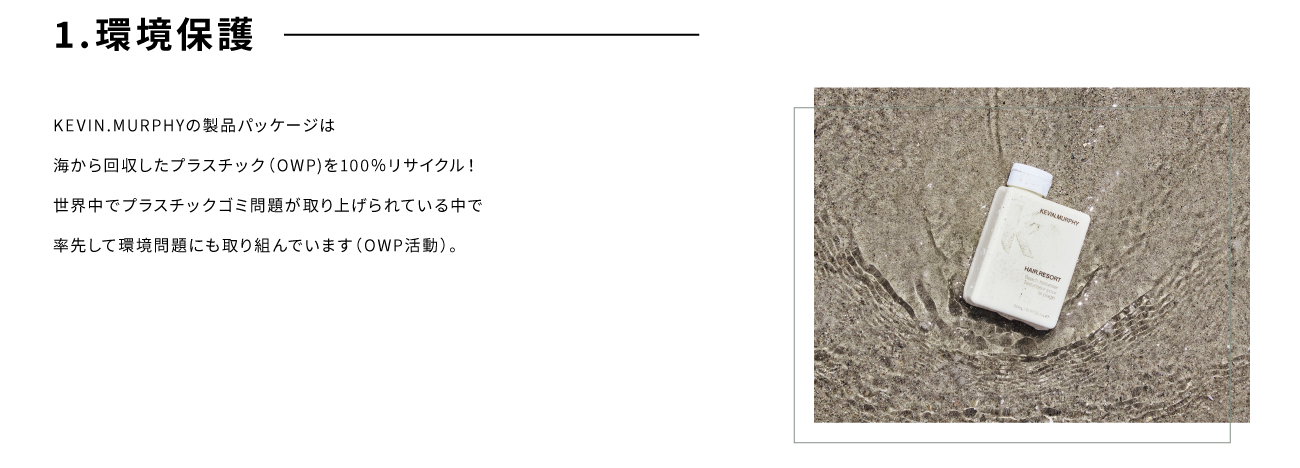 1.環境保護
KEVIN.MURPHYの製品パッケージは
海から回収したプラスチック（OWP)を100％リサイクル！
世界中でプラスチックゴミ問題が取り上げられている中で
率先して環境問題にも取り組んでいます（OWP活動）。
KEVIN.MURPHY
HAIR.RESORT